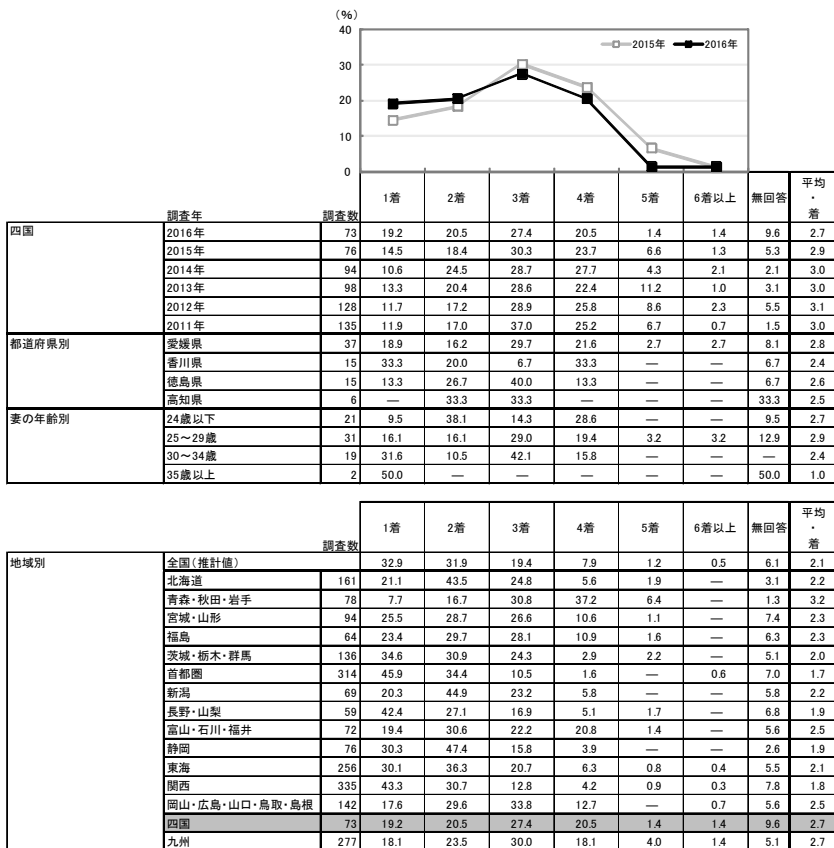 (%)
40
30
20
10
0
2015年 2016年
1着 2着 3着 4着 5着 6着以上 無回答 平均・着
調査年 調査数
四国 2016年 73 19.2 20.5 27.4 20.5 1.4 1.4 9.6 2.7
2015年 76 14.5 18.4 30.3 23.7 6.6 1.3 5.3 2.9
2014年 94 10.6 24.5 28.7 27.7 4.3 2.1 2.1 3.0
2013年 98 13.3 20.4 28.6 22.4 11.2 1.0 3.1 3.0
2012年 128 11.7 17.2 28.9 25.8 8.6 2.3 5.5 3.1
2011年 135 11.9 17.0 37.0 25.2 6.7 0.7 1.5 3.0
都道府県別 愛媛県 37 18.9 16.2 29.7 21.6 2.7 2.7 8.1 2.8
香川県 15 33.3 20.0 6.7 33.3 — — 6.7 2.4
徳島県 15 13.3 26.7 40.0 13.3 — — 6.7 2.6
高知県 6 — 33.3 33.3 — — — 33.3 2.5
妻の年齢別 24歳以下 21 9.5 38.1 14.3 28.6 — — 9.5 2.7
25～29歳 31 16.1 16.1 29.0 19.4 3.2 3.2 12.9 2.9
30～34歳 19 31.6 10.5 42.1 15.8 — — — 2.4
35歳以上 2 50.0 — — — — — 50.0 1.0
1着 2着 3着 4着 5着 6着以上 無回答 平均・着
調査数
地域別 全国(推計値) 32.9 31.9 19.4 7.9 1.2 0.5 6.1 2.1
北海道 161 21.1 43.5 24.8 5.6 1.9 — 3.1 2.2
青森・秋田・岩手 78 7.7 16.7 30.8 37.2 6.4 — 1.3 3.2
宮城・山形 94 25.5 28.7 26.6 10.6 1.1 — 7.4 2.3
福島 64 23.4 29.7 28.1 10.9 1.6 — 6.3 2.3
茨城・栃木・群馬 136 34.6 30.9 24.3 2.9 2.2 — 5.1 2.0
首都圏 314 45.9 34.4 10.5 1.6 — 0.6 7.0 1.7
新潟 69 20.3 44.9 23.2 5.8 — — 5.8 2.2
長野・山梨 59 42.4 27.1 16.9 5.1 1.7 — 6.8 1.9
富山・石川・福井 72 19.4 30.6 22.2 20.8 1.4 — 5.6 2.5
静岡 76 30.3 47.4 15.8 3.9 — — 2.6 1.9
東海 256 30.1 36.3 20.7 6.3 0.8 0.4 5.5 2.1
関西 335 43.3 30.7 12.8 4.2 0.9 0.3 7.8 1.8
岡山・広島・山口・鳥取・島根 142 17.6 29.6 33.8 12.7 — 0.7 5.6 2.5
四国 73 19.2 20.5 27.4 20.5 1.4 1.4 9.6 2.7
九州 277 18.1 23.5 30.0 18.1 4.0 1.4 5.1 2.7